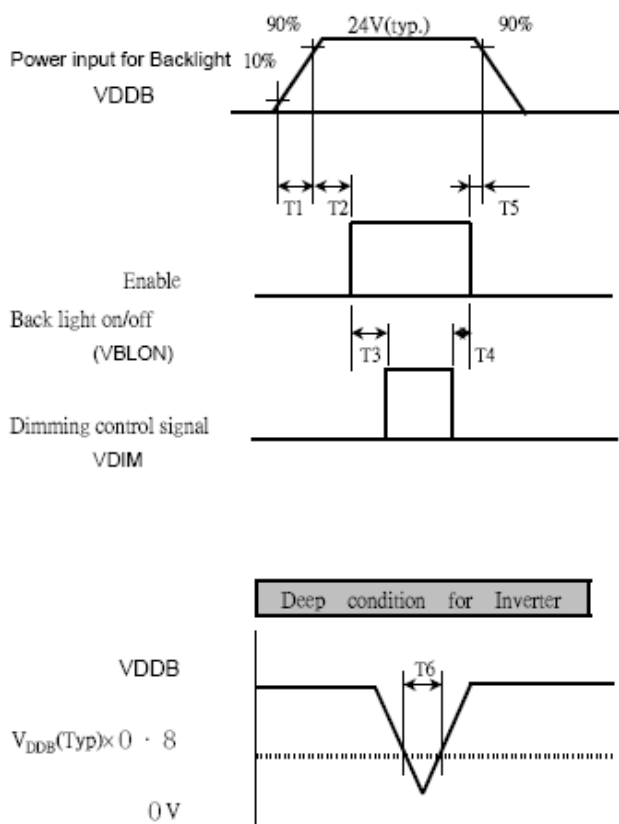 90% 24V(typ.) 90%
Power input for Backlight 10%
VDDB
T1 T2 T5
Enable
Back light on/off
(VBLON)
T3 T4
Dimming control signal
VDIM
Deep condition for Inverter
VDDB
T6
VDDB(Typ)×0．8
0V